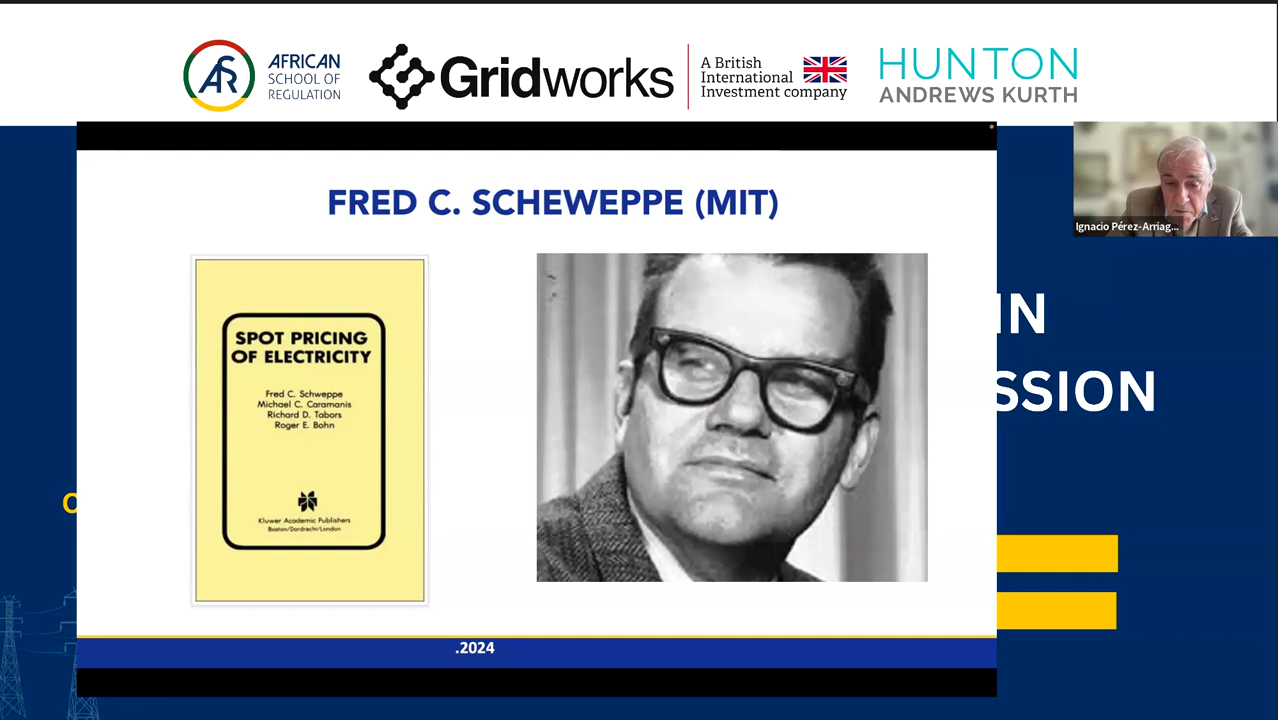 AFRICAN
SCHOOL OF
REGULATION
Gridworks
A British
International
Investment company
HUNTON
ANDREWS KURTH
FRED C. SCHEWEPPE (MIT)
SPOT PRICING
OF ELECTRICITY
Fred C. Schweppe
Michael C. Caramanis
Richard D. Tabors
Roger E. Bohn
Kluwer Academic Publishers
Boston/Dordrecht/London
.2024
Ignacio Pérez-Arriag...
IN
SSION